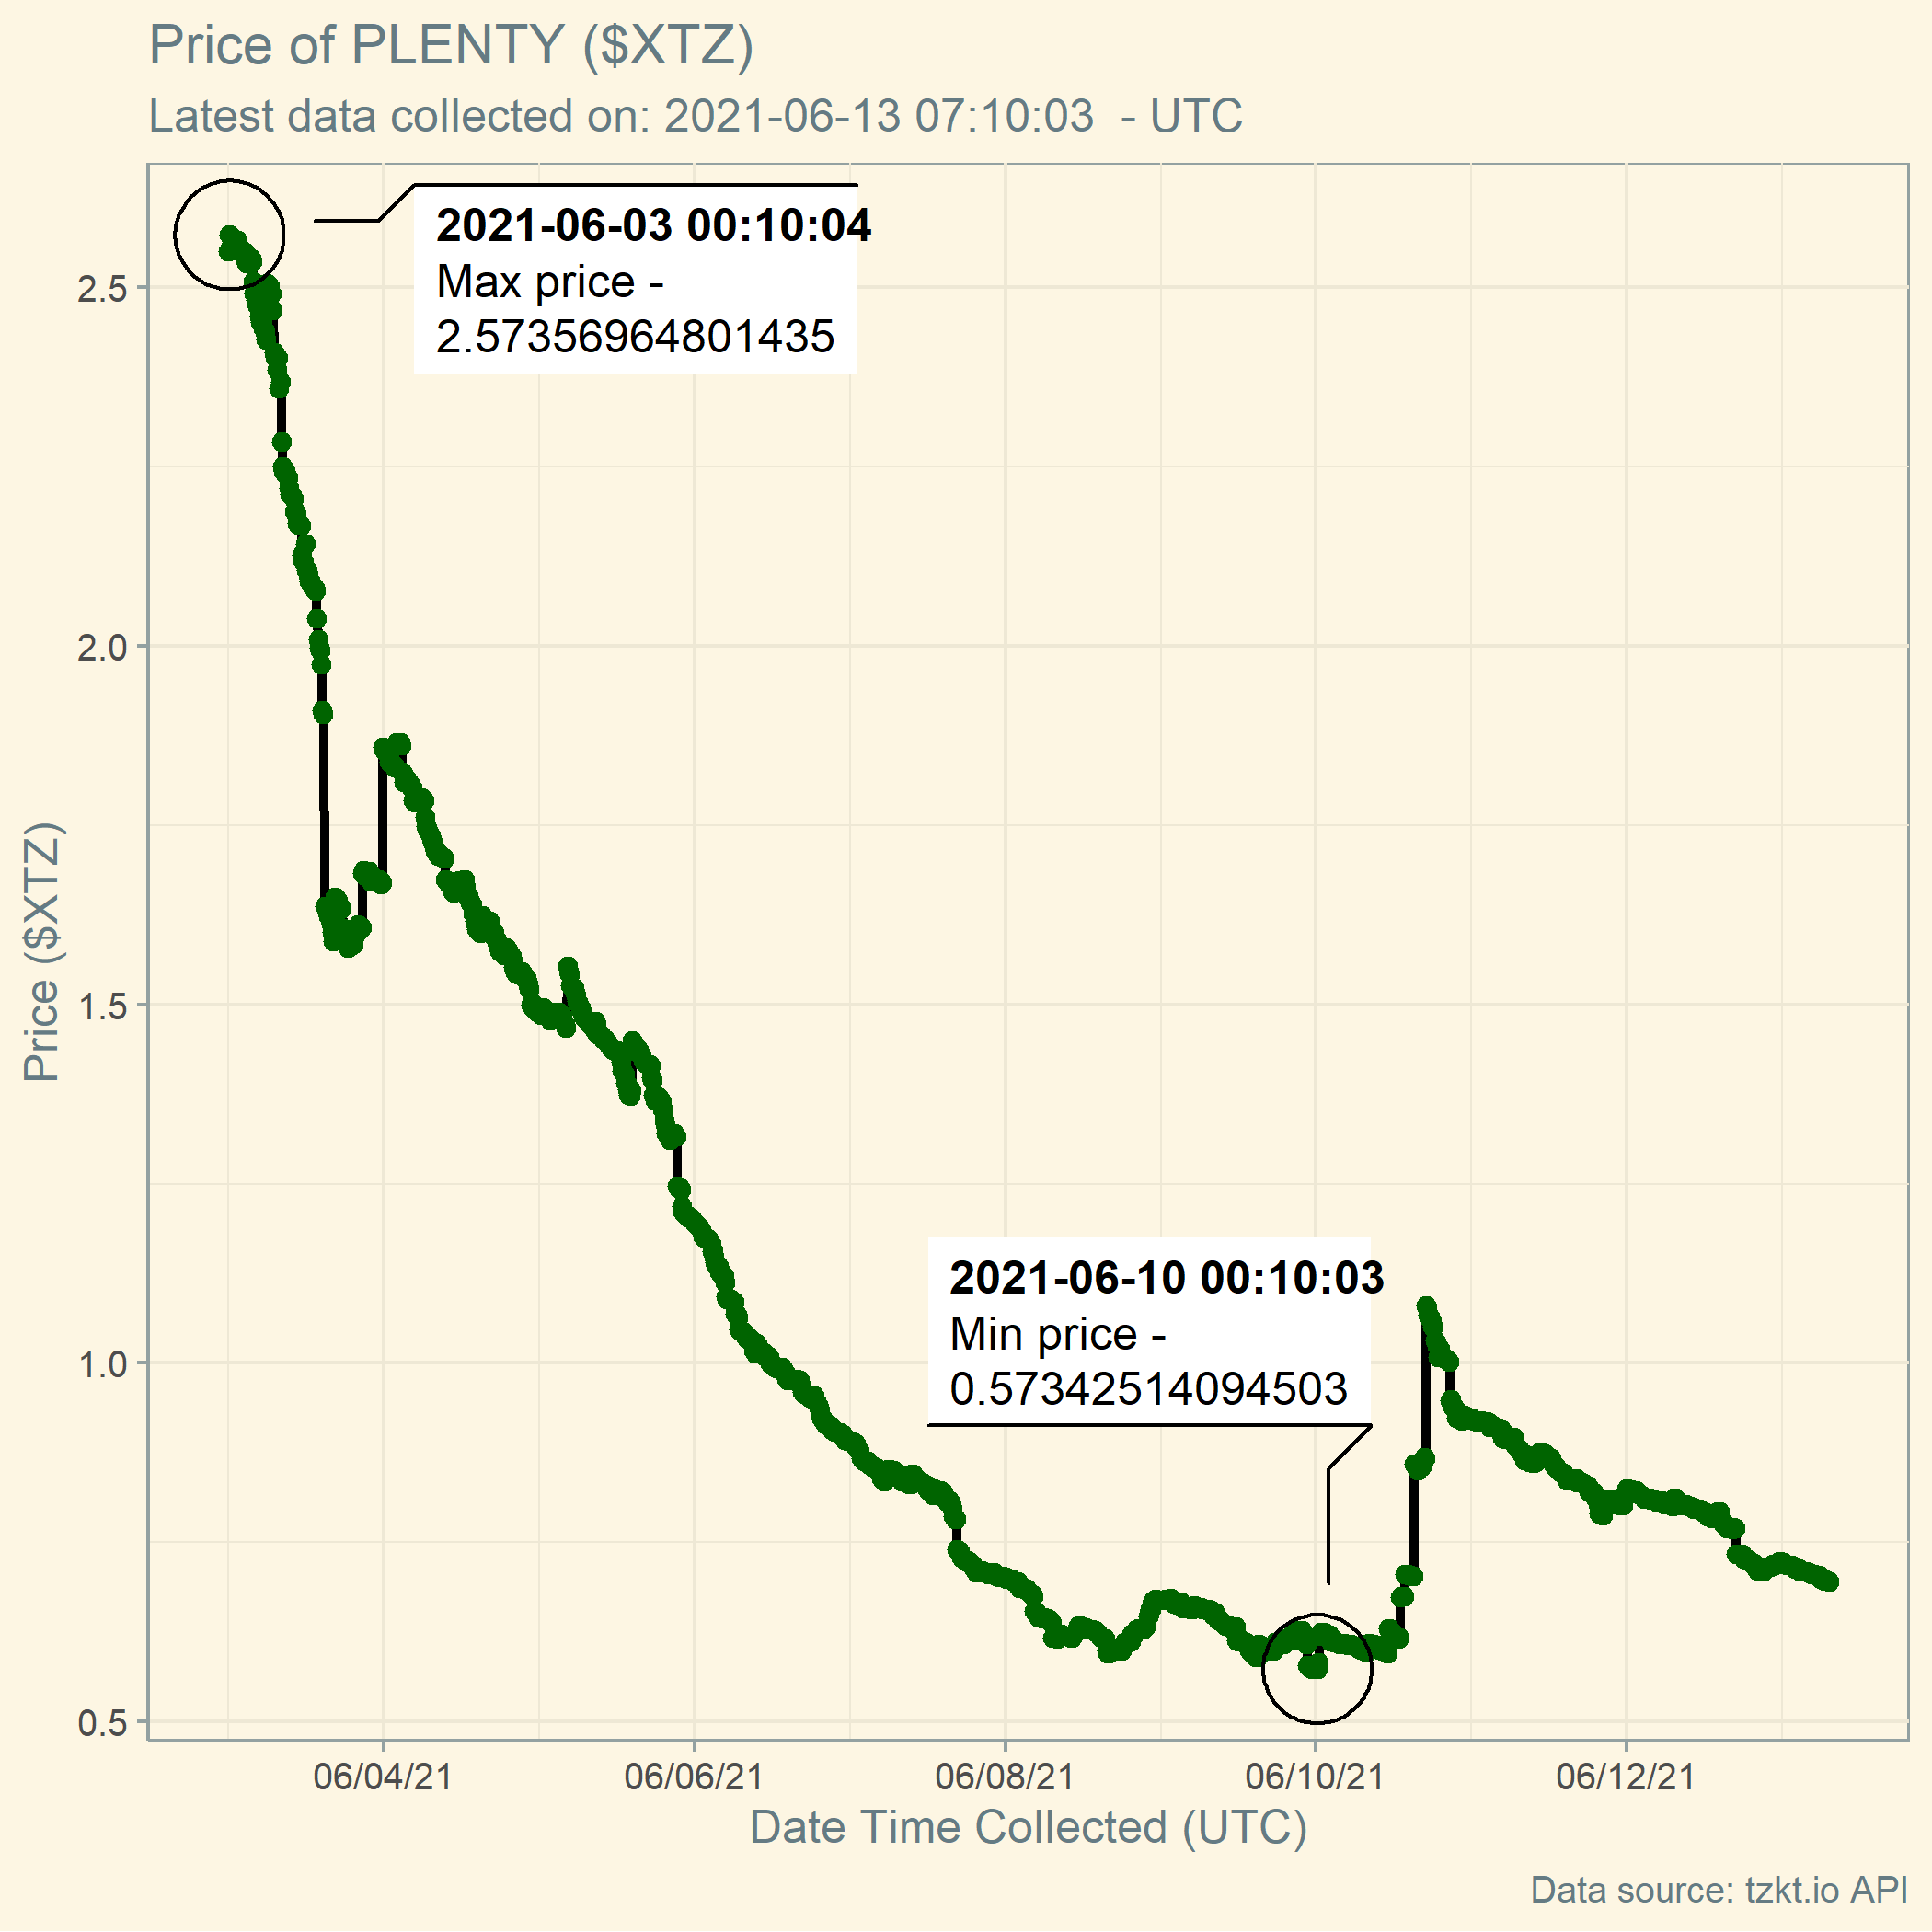 Price of PLENTY ($XTZ)
Latest data collected on: 2021-06-13 07:10:03  - UTC
2021-06-03 00:10:04
Max price -
2.57356964801435
2.5
2.0
1.5
1.0
0.5
Price ($XTZ)
2021-06-10 00:10:03
Min price -
0.57342514094503
06/04/21
06/06/21
06/08/21
06/10/21
06/12/21
Date Time Collected (UTC)
Data source: tzkt.io API